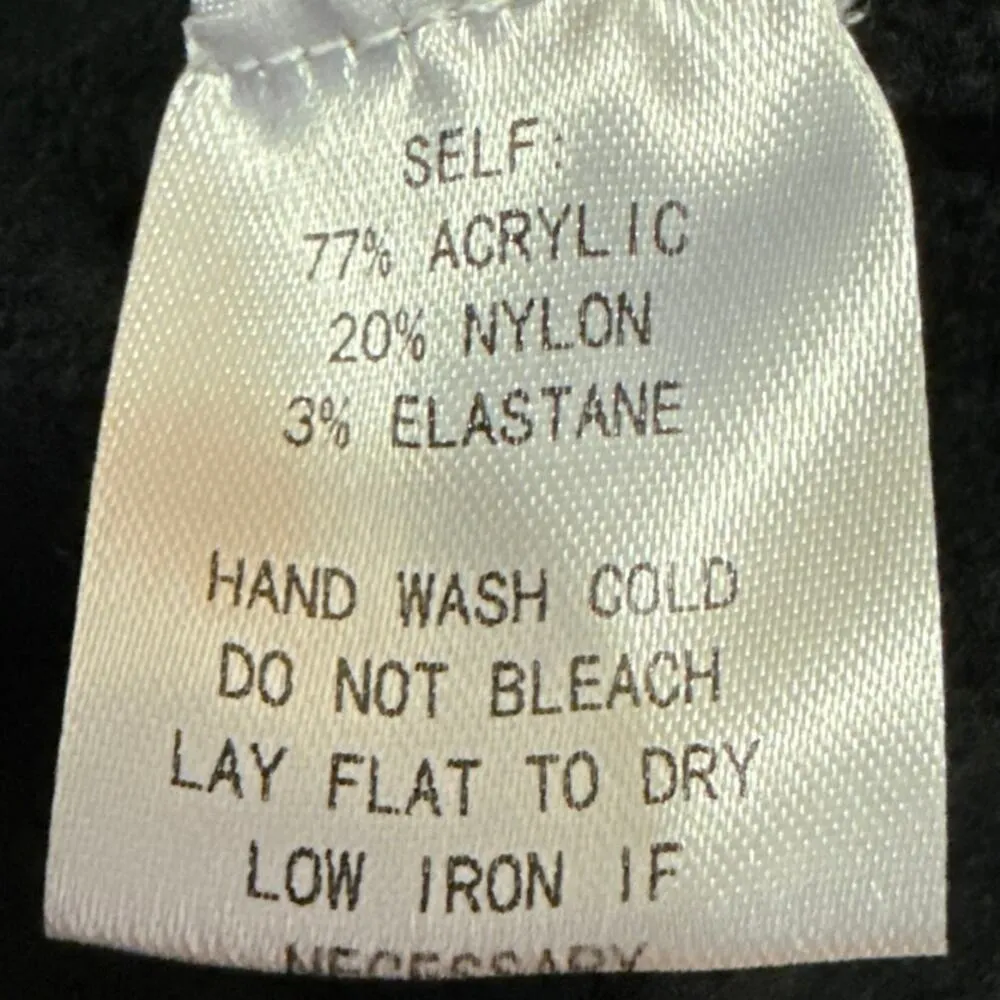 SELF:
77% ACRYLIC
20% NYLON
3% ELASTANE
HAND WASH COLD
DO NOT BLEACH
LAY FLAT TO DRY
LOW IRON IF
NECESSARY